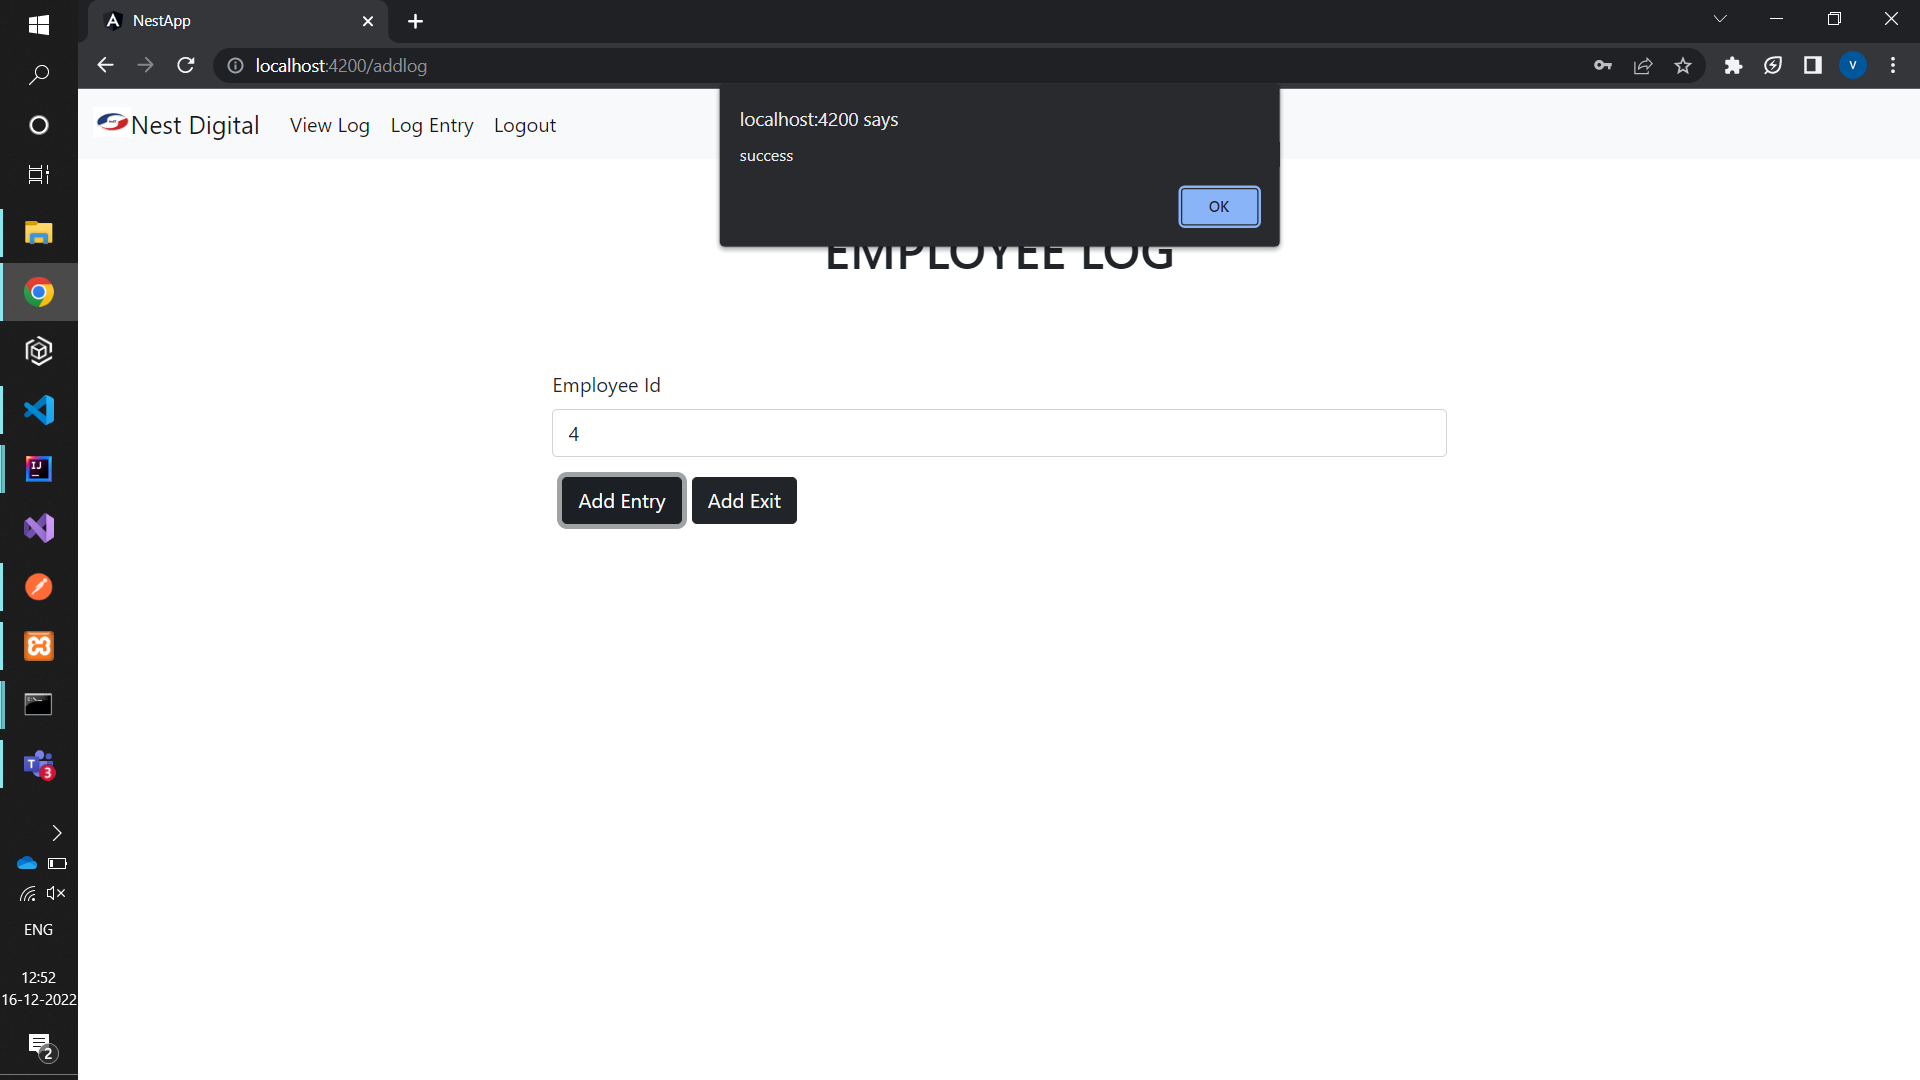 NestApp
localhost:4200/addlog
V
Nest Digital
View Log
Log Entry
Logout
localhost:4200 says
success
OK
EMPLOYEE LOG
Employee Id
4
Add Entry
Add Exit
IJ
T
3
ENG
12:52
16-12-2022
2